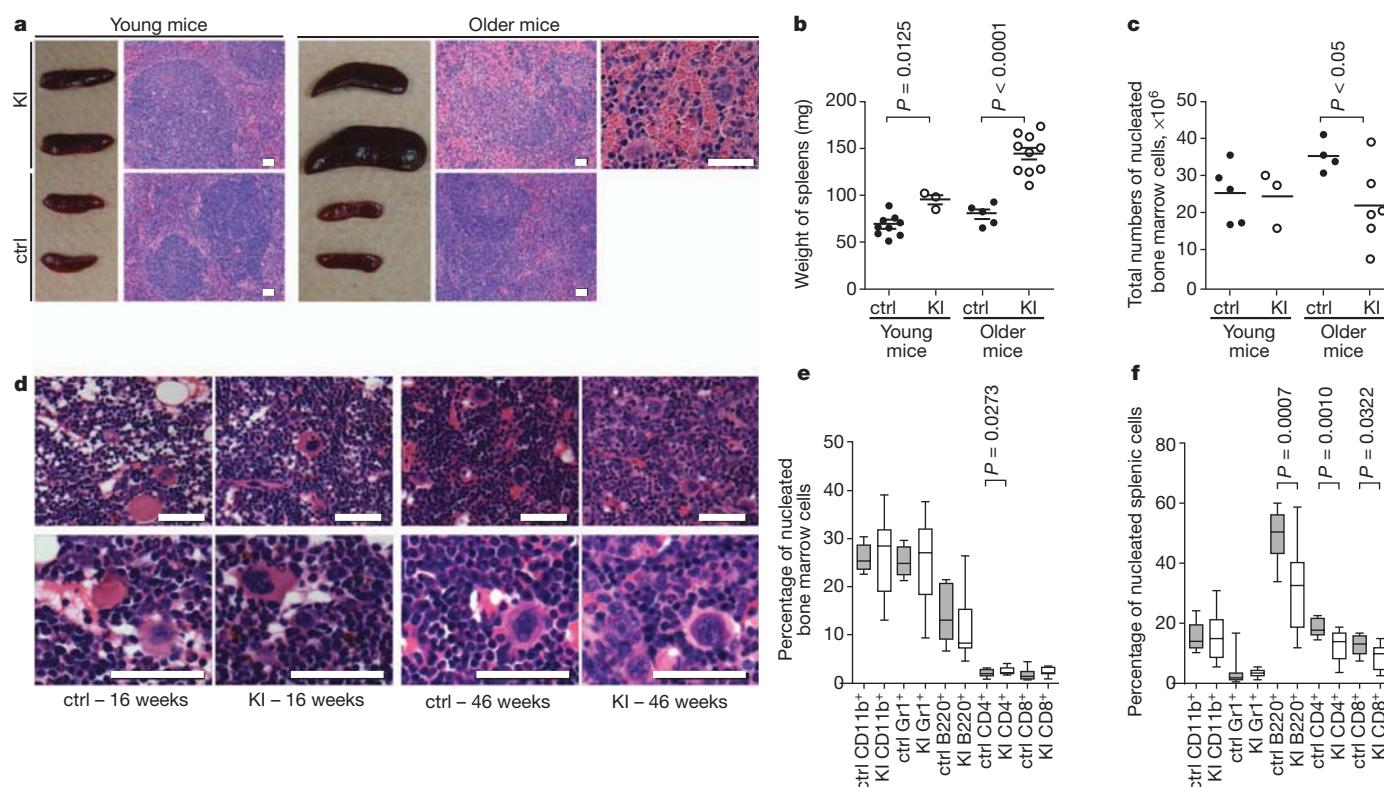 a
Young mice
Older mice
KI
ctrl
b
Weight of spleens (mg)
P = 0.0125
P < 0.0001
200
150
100
50
0
ctrl KI ctrl KI
Young mice
Older mice
c
Total numbers of nucleated
bone marrow cells, ×10⁶
P < 0.05
50
40
30
20
10
0
ctrl KI ctrl KI
Young mice
Older mice
d
ctrl – 16 weeks
KI – 16 weeks
ctrl – 46 weeks
KI – 46 weeks
e
Percentage of nucleated
bone marrow cells
P = 0.0273
50
40
30
20
10
0
ctrl CD11b⁺
KI CD11b⁺
ctrl Gr1⁺
KI Gr1⁺
ctrl B220⁺
KI B220⁺
ctrl CD4⁺
KI CD4⁺
ctrl CD8⁺
KI CD8⁺
f
Percentage of nucleated splenic cells
P = 0.0007
P = 0.0010
P = 0.0322
80
60
40
20
0
ctrl CD11b⁺
KI CD11b⁺
ctrl Gr1⁺
KI Gr1⁺
ctrl B220⁺
KI B220⁺
ctrl CD4⁺
KI CD4⁺
ctrl CD8⁺
KI CD8⁺